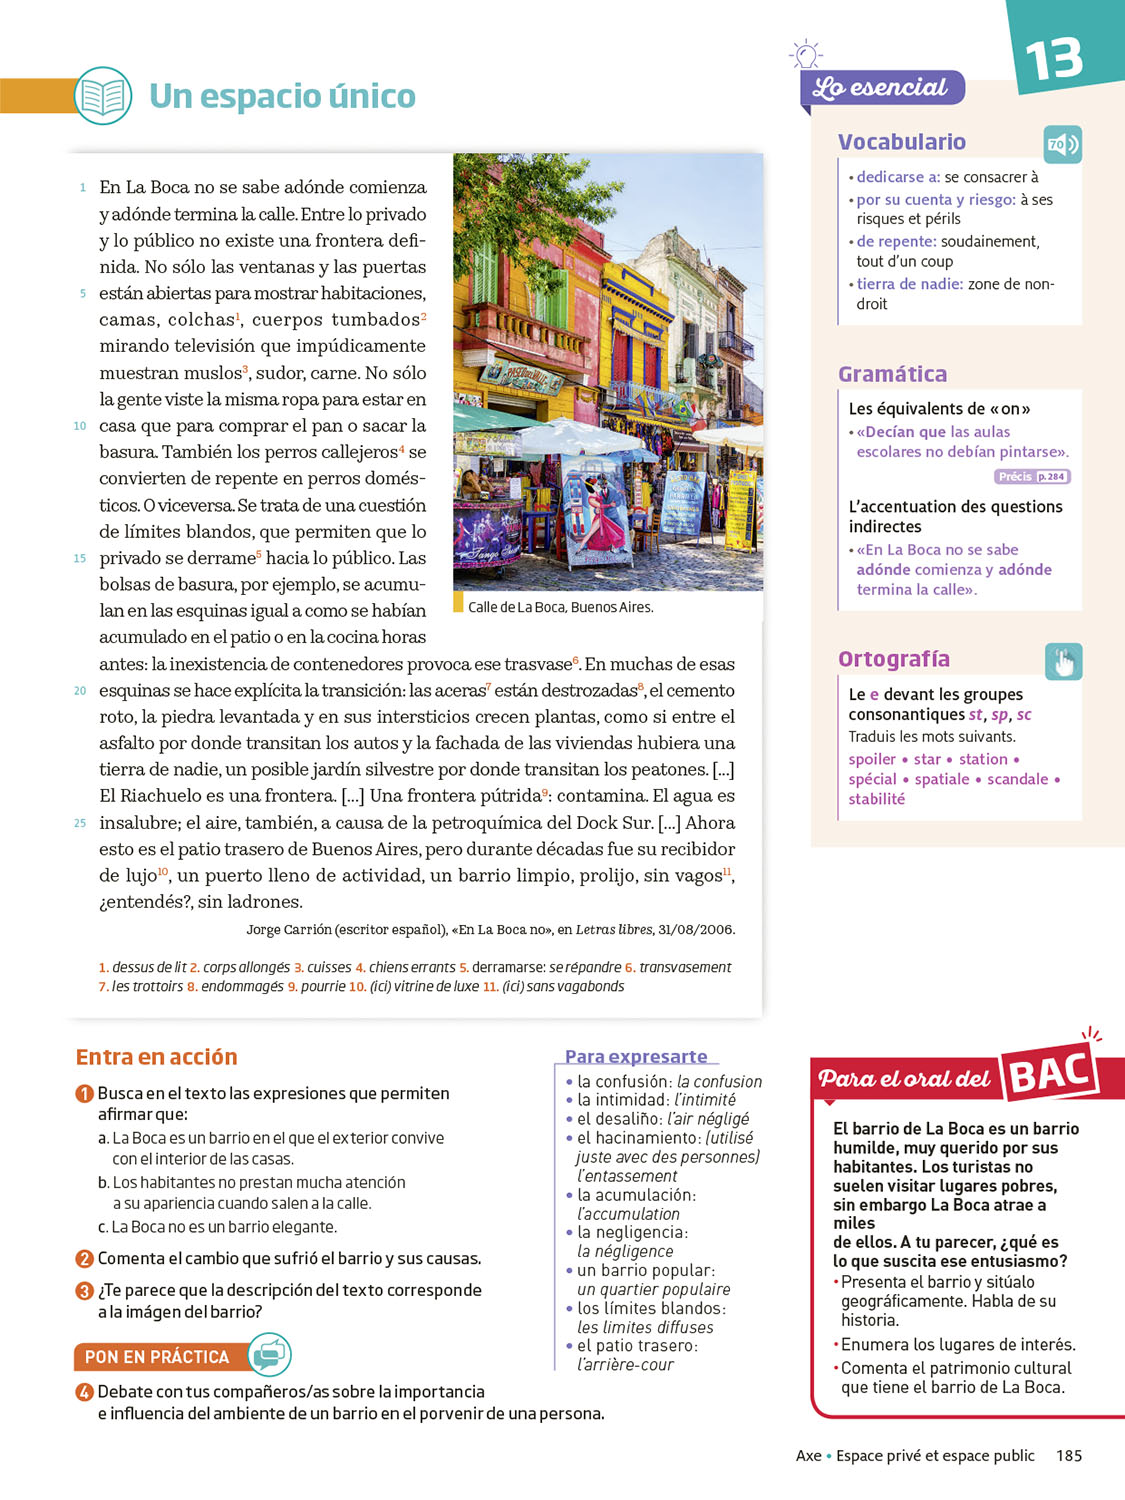 13
Un espacio único
1 En La Boca no se sabe adónde comienza
y adónde termina la calle. Entre lo privado
y lo público no existe una frontera defi-
nida. No sólo las ventanas y las puertas
5 están abiertas para mostrar habitaciones,
camas, colchas1, cuerpos tumbados2
mirando televisión que impúdicamente
muestran muslos3, sudor, carne. No sólo
la gente viste la misma ropa para estar en
10 casa que para comprar el pan o sacar la
basura. También los perros callejeros4 se
convierten de repente en perros domés-
ticos. O viceversa. Se trata de una cuestión
de límites blandos, que permiten que lo
15 privado se derrame5 hacia lo público. Las
bolsas de basura, por ejemplo, se acumu-
lan en las esquinas igual a como se habían
acumulado en el patio o en la cocina horas
antes: la inexistencia de contenedores provoca ese trasvase6. En muchas de esas
20 esquinas se hace explícita la transición: las aceras7 están destrozadas8, el cemento
roto, la piedra levantada y en sus intersticios crecen plantas, como si entre el
asfalto por donde transitan los autos y la fachada de las viviendas hubiera una
tierra de nadie, un posible jardín silvestre por donde transitan los peatones. [...]
El Riachuelo es una frontera. [...] Una frontera pútrida9: contamina. El agua es
25 insalubre; el aire, también, a causa de la petroquímica del Dock Sur. [...] Ahora
esto es el patio trasero de Buenos Aires, pero durante décadas fue su recibidor
de lujo10, un puerto lleno de actividad, un barrio limpio, prolijo, sin vagos11,
¿entendés?, sin ladrones.
Jorge Carrión (escritor español), «En La Boca no», en Letras libres, 31/08/2006.
1. dessus de lit 2. corps allongés 3. cuisses 4. chiens errants 5. derramarse: se répandre 6. transvasement
7. les trottoirs 8. endommagés 9. pourrie 10. (ici) vitrine de luxe 11. (ici) sans vagabonds
Calle de La Boca, Buenos Aires.
Lo esencial
Vocabulario
70
• dedicarse a: se consacrer à
• por su cuenta y riesgo: à ses
risques et périls
• de repente: soudainement,
tout d'un coup
• tierra de nadie: zone de non-
droit
Gramática
Les équivalents de « on »
• «Decían que las aulas
escolares no debían pintarse».
Précis p. 284
L'accentuation des questions
indirectes
• «En La Boca no se sabe
adónde comienza y adónde
termina la calle».
Ortografía
Le e devant les groupes
consonantiques st, sp, sc
Traduis les mots suivants.
spoiler • star • station •
spécial • spatiale • scandale •
stabilité
Entra en acción
1 Busca en el texto las expresiones que permiten
afirmar que:
a. La Boca es un barrio en el que el exterior convive
con el interior de las casas.
b. Los habitantes no prestan mucha atención
a su apariencia cuando salen a la calle.
c. La Boca no es un barrio elegante.
2 Comenta el cambio que sufrió el barrio y sus causas.
3 ¿Te parece que la descripción del texto corresponde
a la imágen del barrio?
PON EN PRÁCTICA
4 Debate con tus compañeros/as sobre la importancia
e influencia del ambiente de un barrio en el porvenir de una persona.
Para expresarte
• la confusión: la confusion
• la intimidad: l'intimité
• el desaliño: l'air négligé
• el hacinamiento: (utilisé
juste avec des personnes)
l'entassement
• la acumulación:
l'accumulation
• la negligencia:
la négligence
• un barrio popular:
un quartier populaire
• los límites blandos:
les limites diffuses
• el patio trasero:
l'arrière-cour
Para el oral del BAC
El barrio de La Boca es un barrio
humilde, muy querido por sus
habitantes. Los turistas no
suelen visitar lugares pobres,
sin embargo La Boca atrae a
miles
de ellos. A tu parecer, ¿qué es
lo que suscita ese entusiasmo?
• Presenta el barrio y sitúalo
geográficamente. Habla de su
historia.
• Enumera los lugares de interés.
• Comenta el patrimonio cultural
que tiene el barrio de La Boca.
Axe • Espace privé et espace public 185